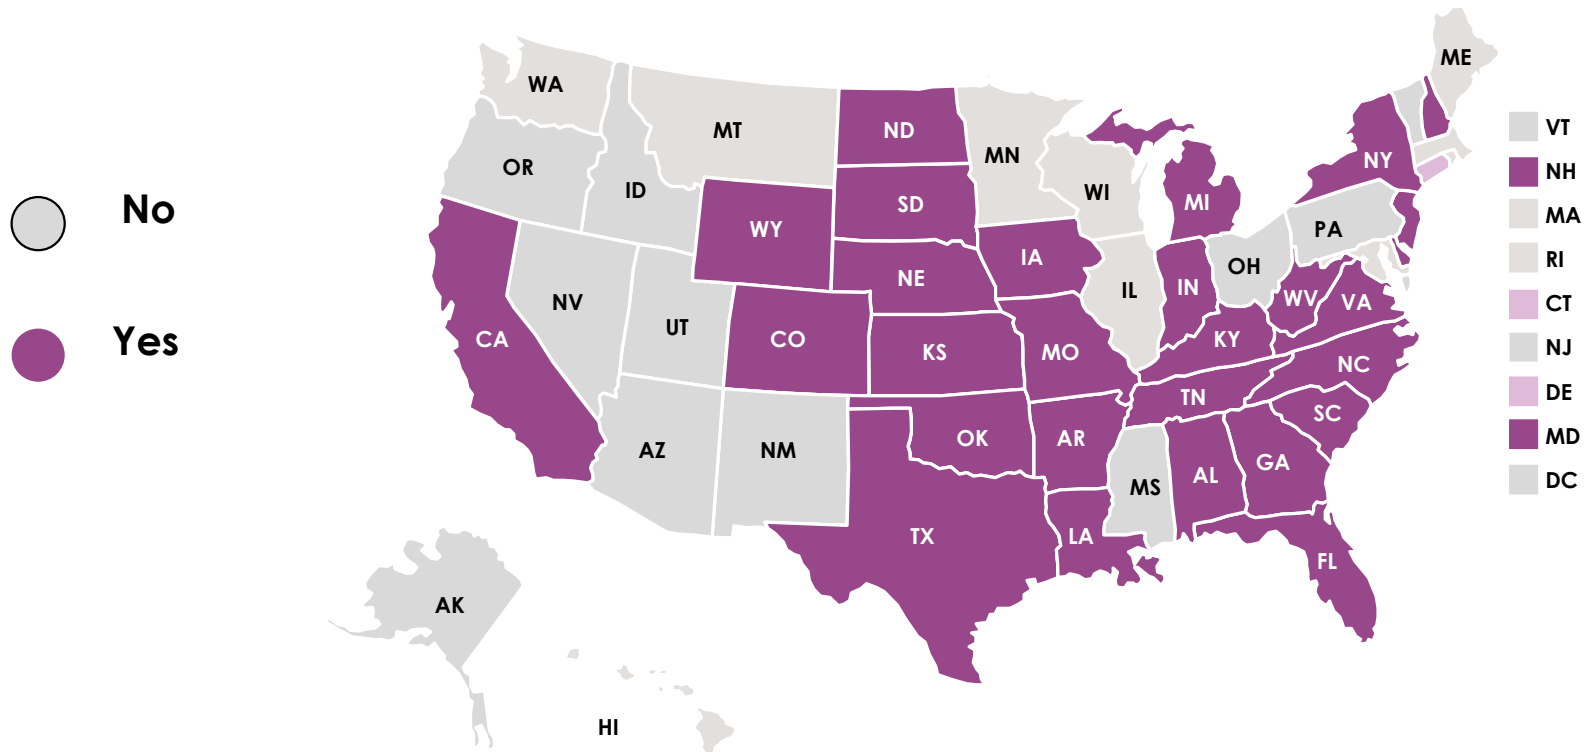 No
Yes
ME
WA
MT
ND
MN
OR
ID
SD
WI
MI
NY
WY
PA
IA
OH
NE
NV
IL
IN
WV
VA
UT
CO
KS
MO
KY
CA
NC
TN
SC
AZ
NM
OK
AR
MS
AL
GA
TX
LA
FL
AK
HI
VT
NH
MA
RI
CT
NJ
DE
MD
DC